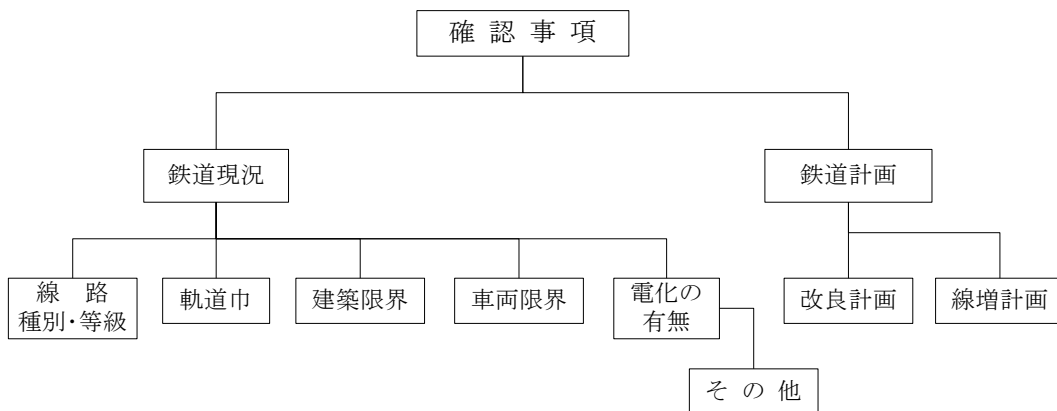 確認事項
鉄道現況
鉄道計画
線路
種別・等級
軌道巾
建築限界
車両限界
電化の
有無
改良計画
線増計画
その他